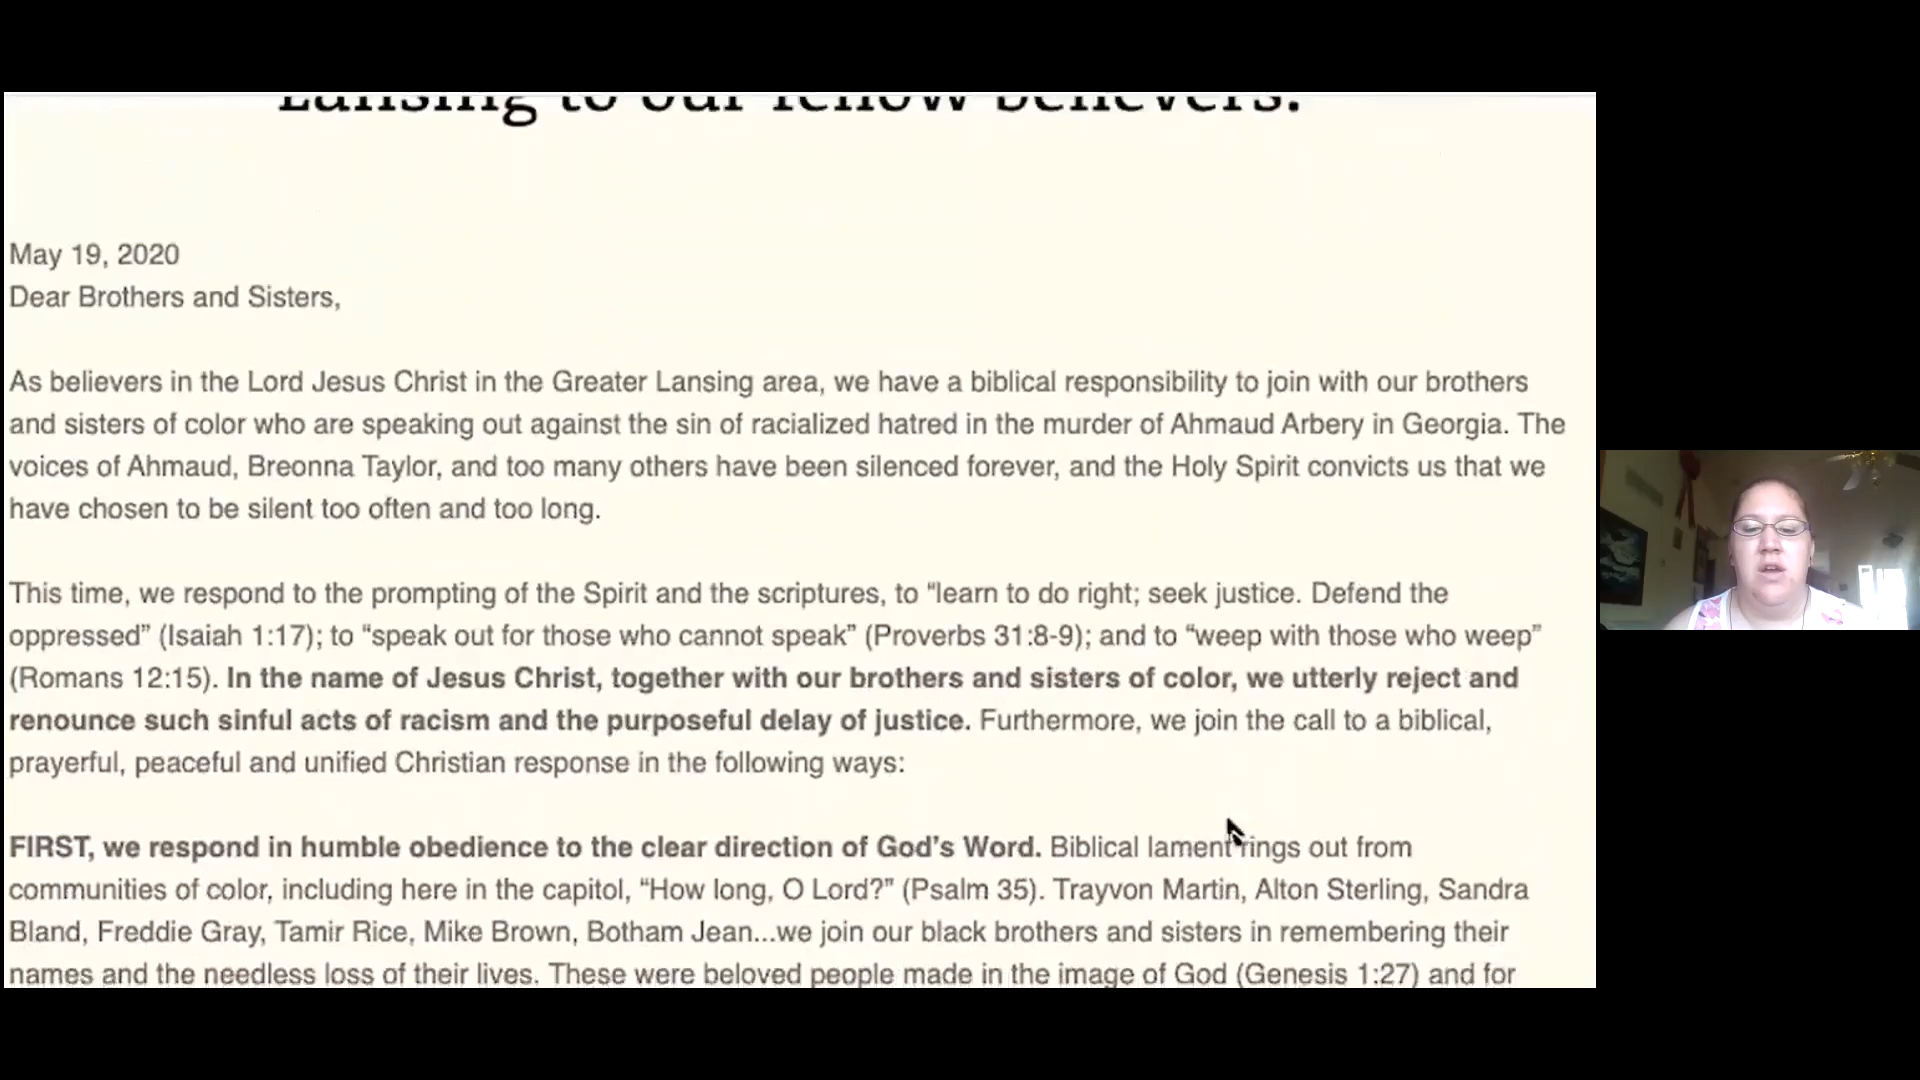 Lansing to our fellow believers.
May 19, 2020
Dear Brothers and Sisters,
As believers in the Lord Jesus Christ in the Greater Lansing area, we have a biblical responsibility to join with our brothers
and sisters of color who are speaking out against the sin of racialized hatred in the murder of Ahmaud Arbery in Georgia. The
voices of Ahmaud, Breonna Taylor, and too many others have been silenced forever, and the Holy Spirit convicts us that we
have chosen to be silent too often and too long.
This time, we respond to the prompting of the Spirit and the scriptures, to “learn to do right; seek justice. Defend the
oppressed” (Isaiah 1:17); to “speak out for those who cannot speak” (Proverbs 31:8-9); and to “weep with those who weep”
(Romans 12:15). In the name of Jesus Christ, together with our brothers and sisters of color, we utterly reject and
renounce such sinful acts of racism and the purposeful delay of justice. Furthermore, we join the call to a biblical,
prayerful, peaceful and unified Christian response in the following ways:
FIRST, we respond in humble obedience to the clear direction of God’s Word. Biblical lament rings out from
communities of color, including here in the capitol, “How long, O Lord?” (Psalm 35). Trayvon Martin, Alton Sterling, Sandra
Bland, Freddie Gray, Tamir Rice, Mike Brown, Botham Jean...we join our black brothers and sisters in remembering their
names and the needless loss of their lives. These were beloved people made in the image of God (Genesis 1:27) and for